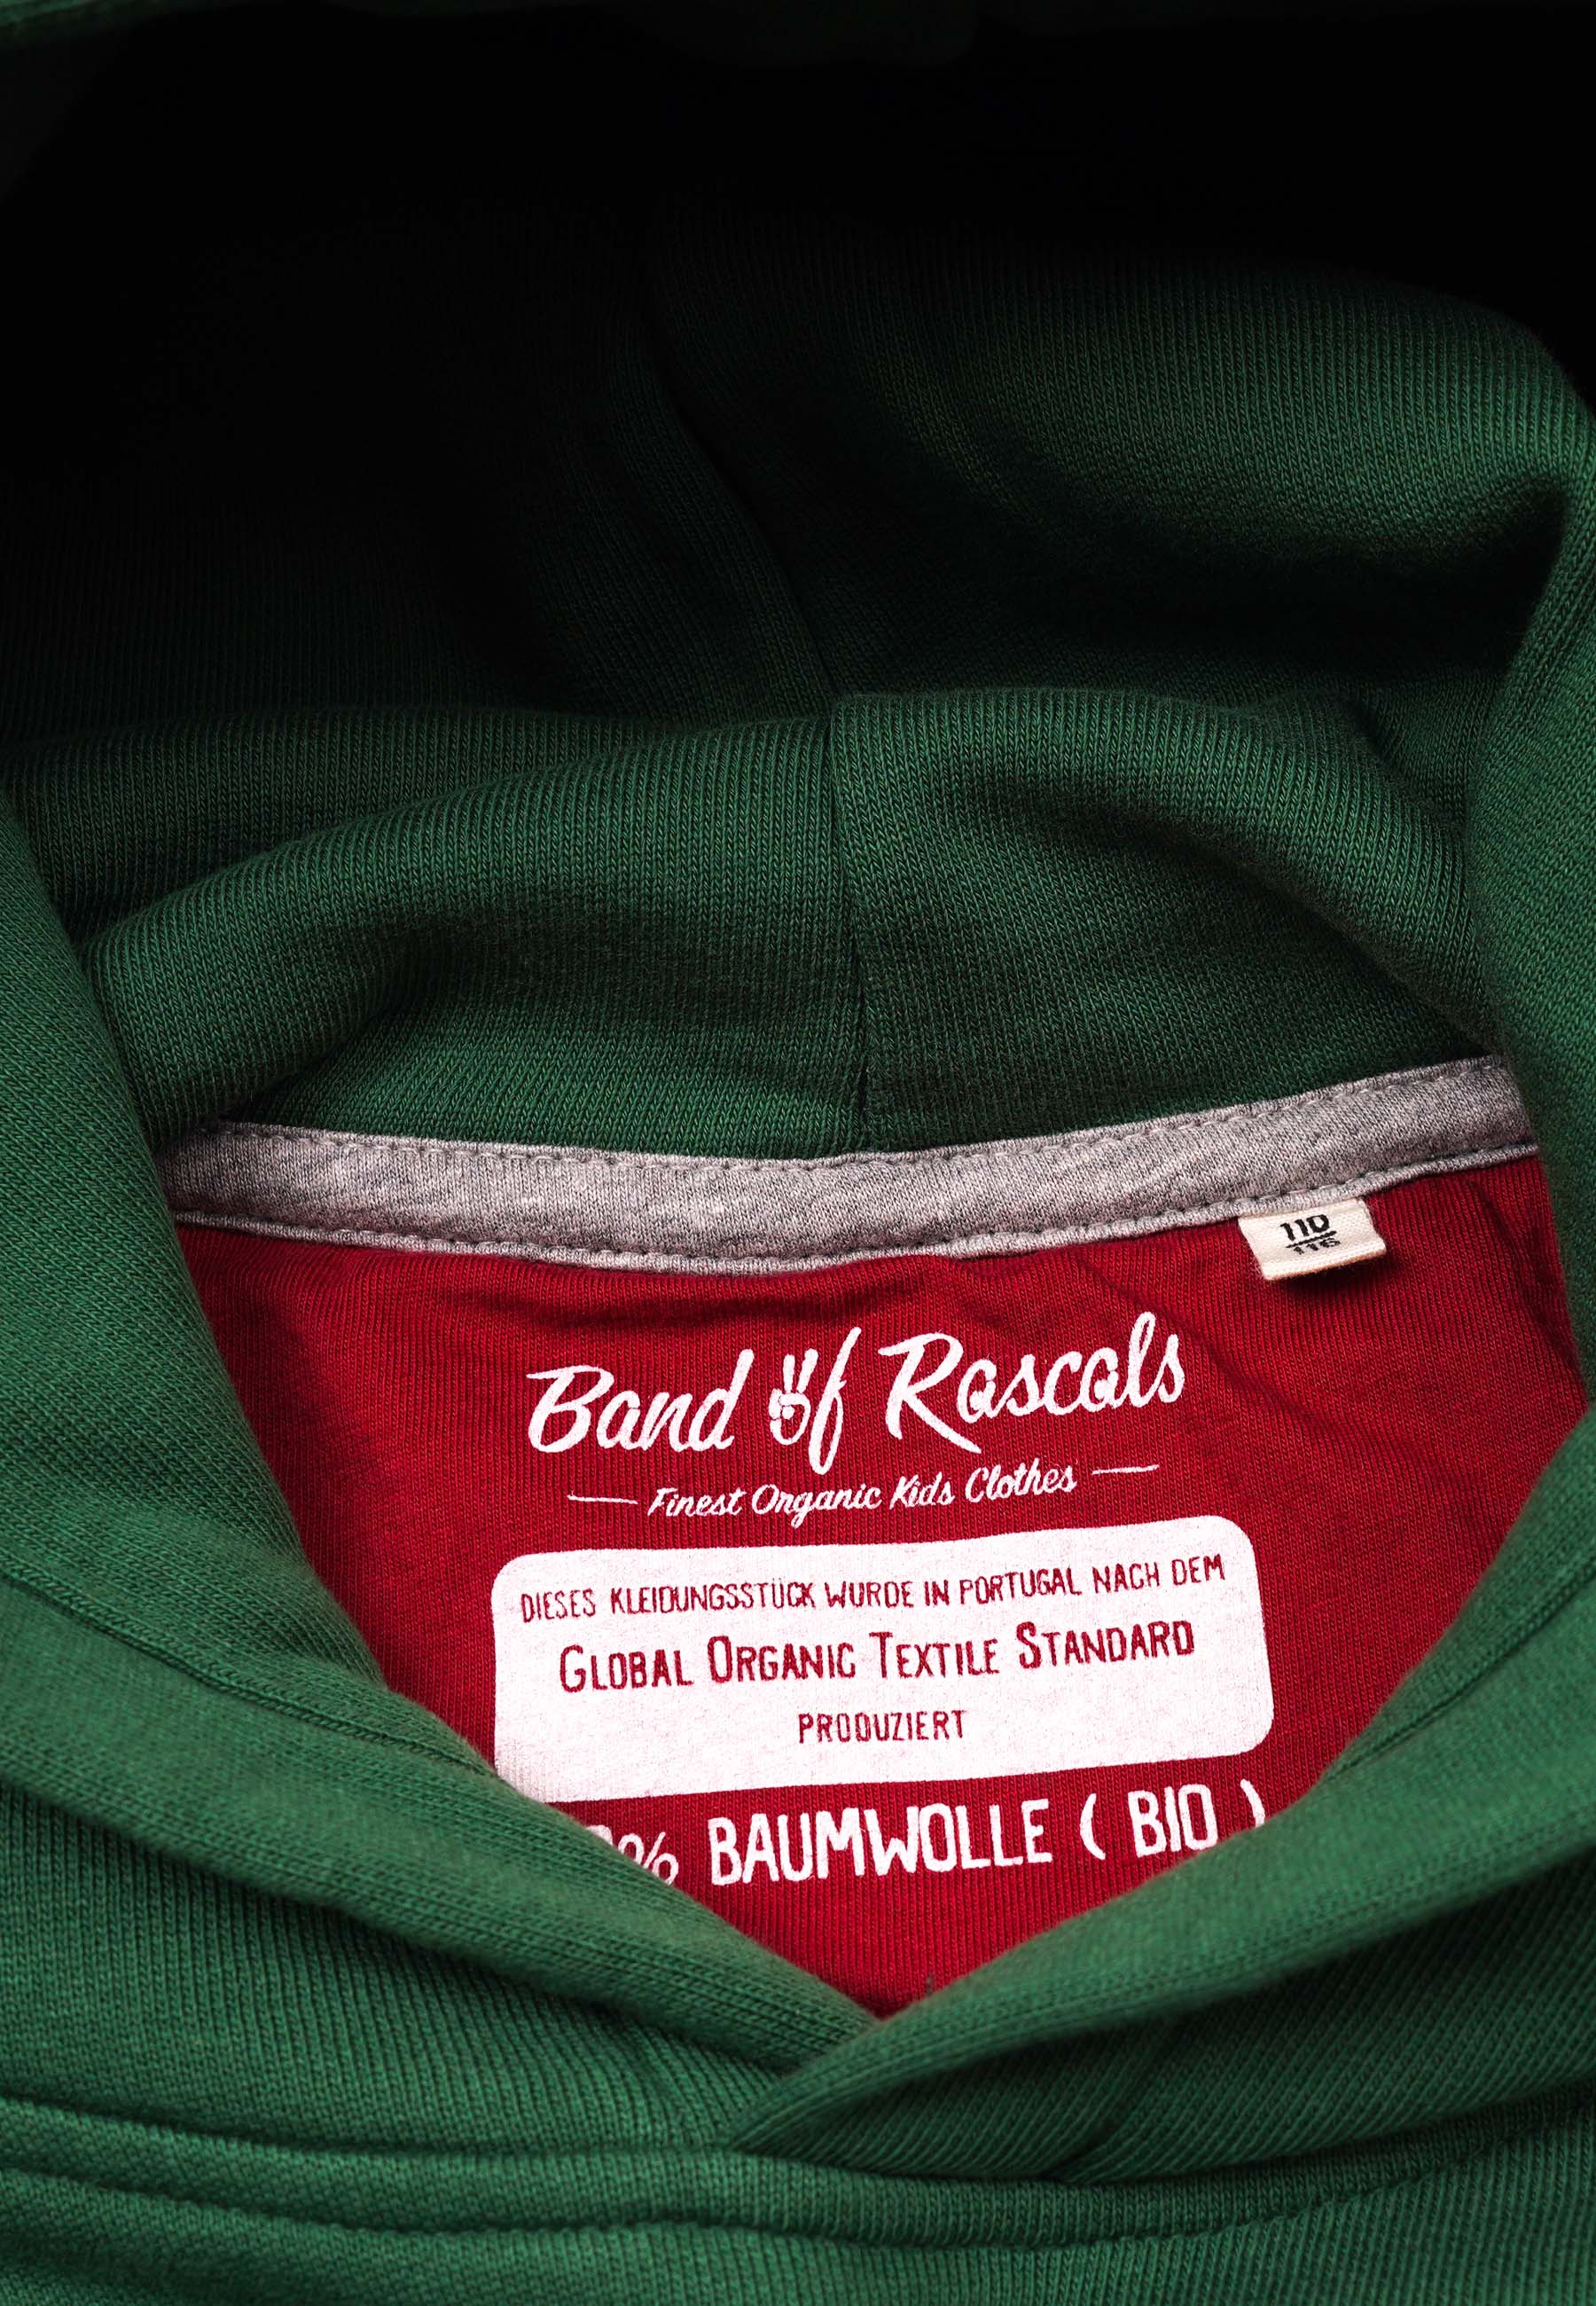 110
116
Band of Rascals
Finest Organic Kids Clothes
DIESES KLEIDUNGSSTÜCK WURDE IN PORTUGAL NACH DEM
GLOBAL ORGANIC TEXTILE STANDARD
PRODUZIERT
% BAUMWOLLE ( BIO )